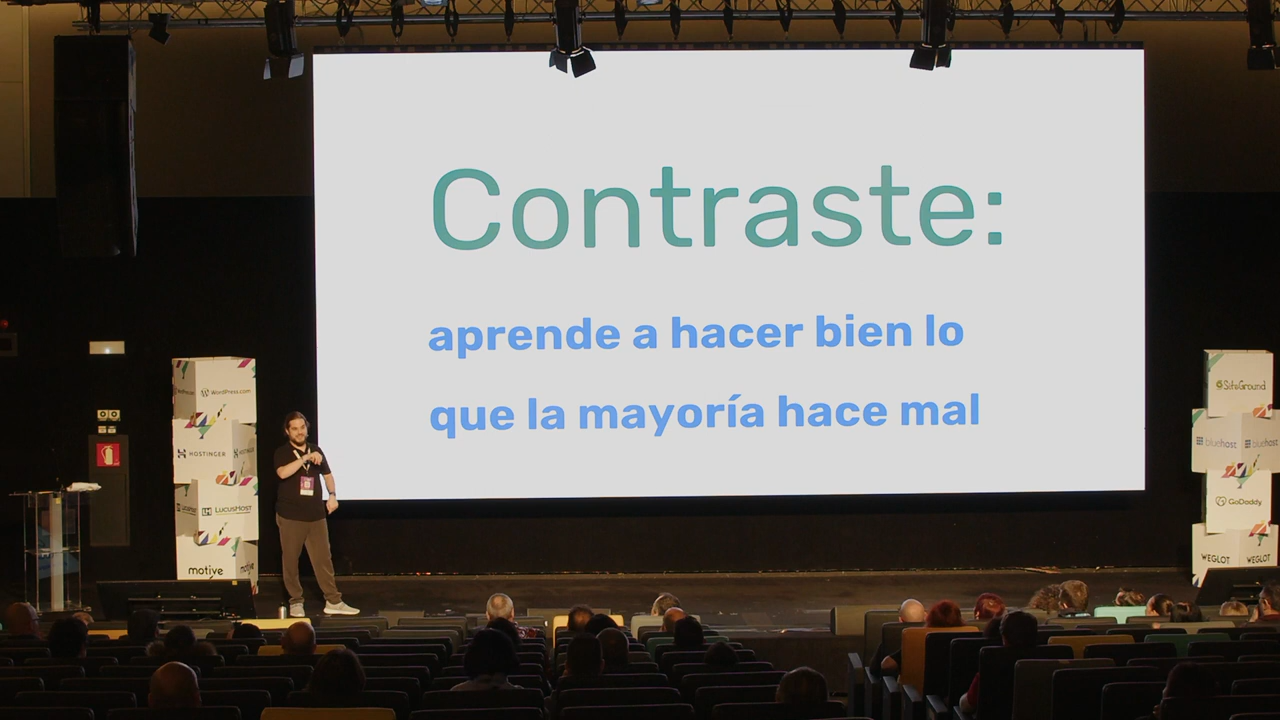 Contraste:
aprende a hacer bien lo
que la mayoría hace mal
WordPress.com
HOSTINGER
LucusHost
motive
SiteGround
bluehost
bluehost
GoDaddy
WEGLOT
WEGLOT